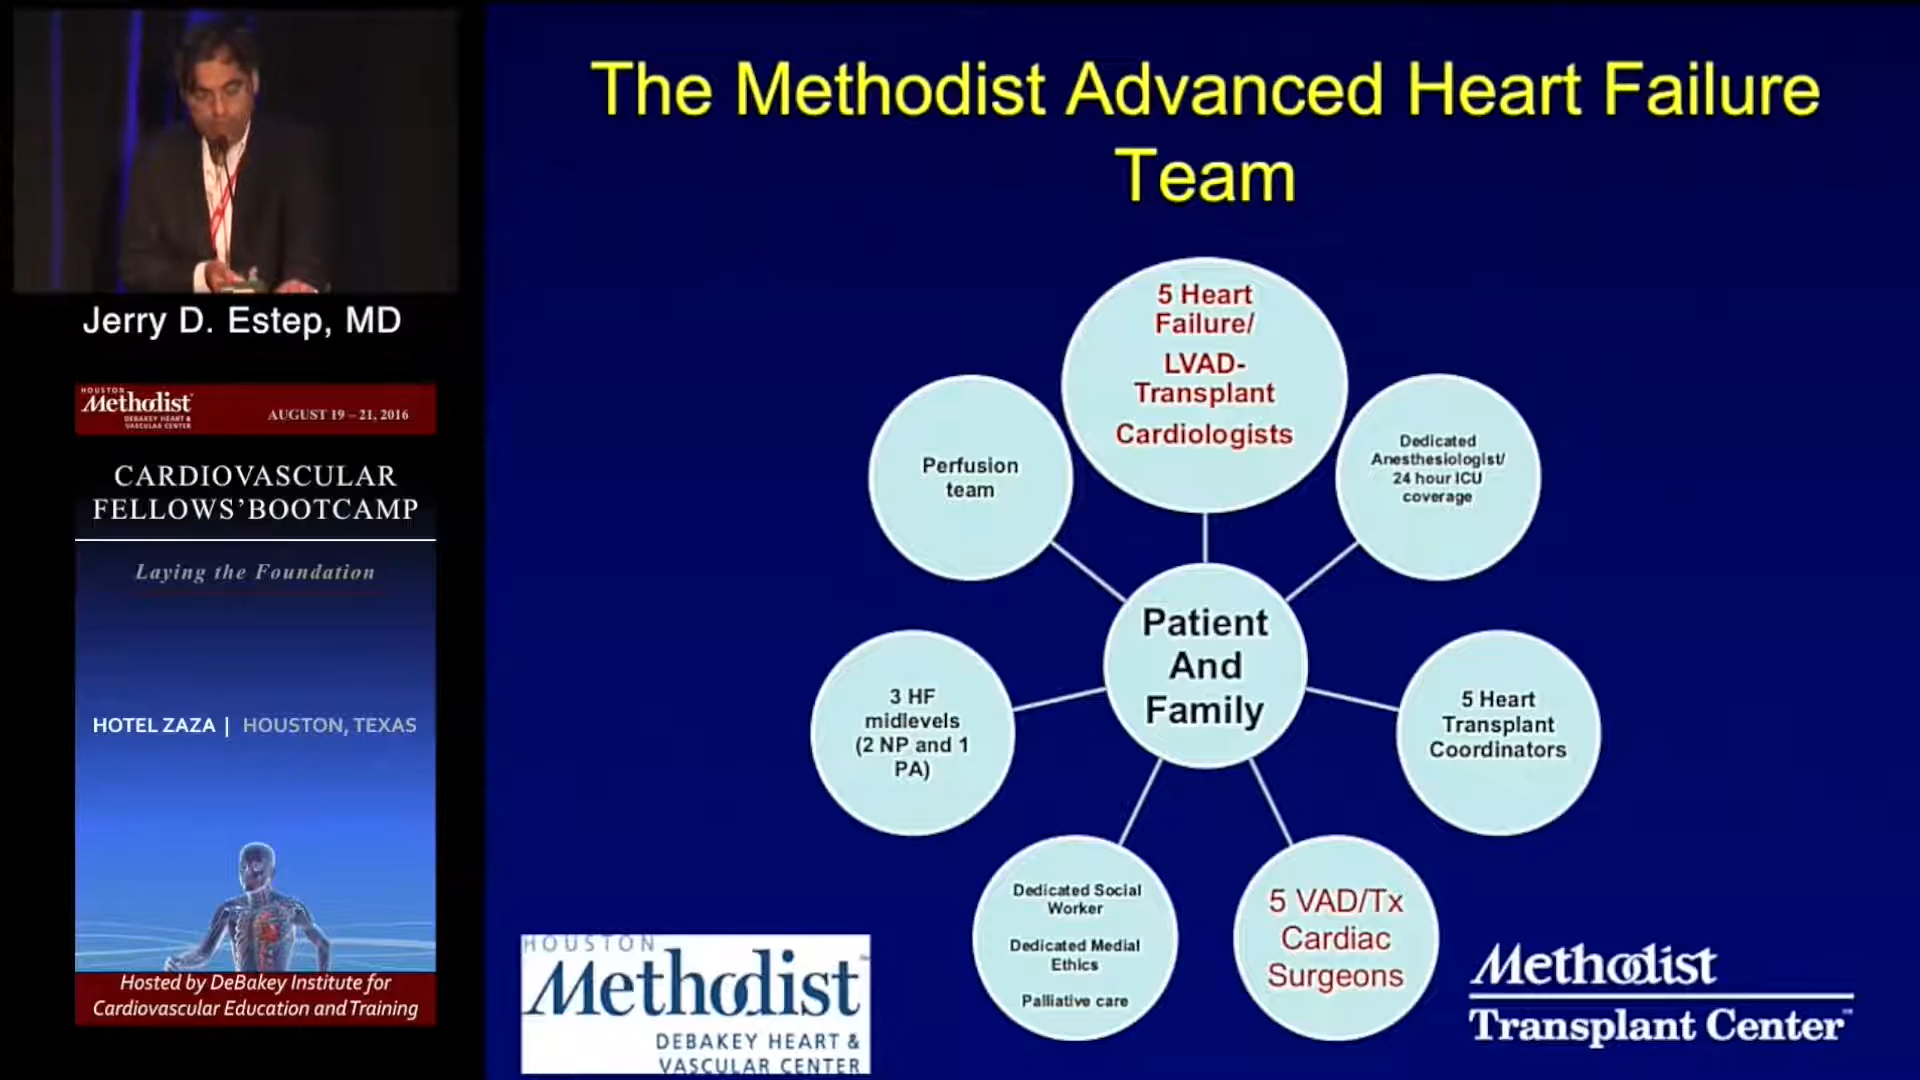 The Methodist Advanced Heart Failure
Team
Jerry D. Estep, MD
HOUSTON
Methodist
DEBAKEY HEART &
VASCULAR CENTER
AUGUST 19 – 21, 2016
CARDIOVASCULAR
FELLOWS' BOOTCAMP
Laying the Foundation
HOTEL ZAZA | HOUSTON, TEXAS
Hosted by DeBakey Institute for
Cardiovascular Education and Training
5 Heart
Failure/
LVAD-
Transplant
Cardiologists
Perfusion
team
Dedicated
Anesthesiologist/
24 hour ICU
coverage
Patient
And
Family
3 HF
midlevels
(2 NP and 1
PA)
5 Heart
Transplant
Coordinators
Dedicated Social
Worker
Dedicated Medial
Ethics
Palliative care
5 VAD/Tx
Cardiac
Surgeons
HOUSTON
Methodist
DEBAKEY HEART &
VASCULAR CENTER
Methodist
Transplant Center™